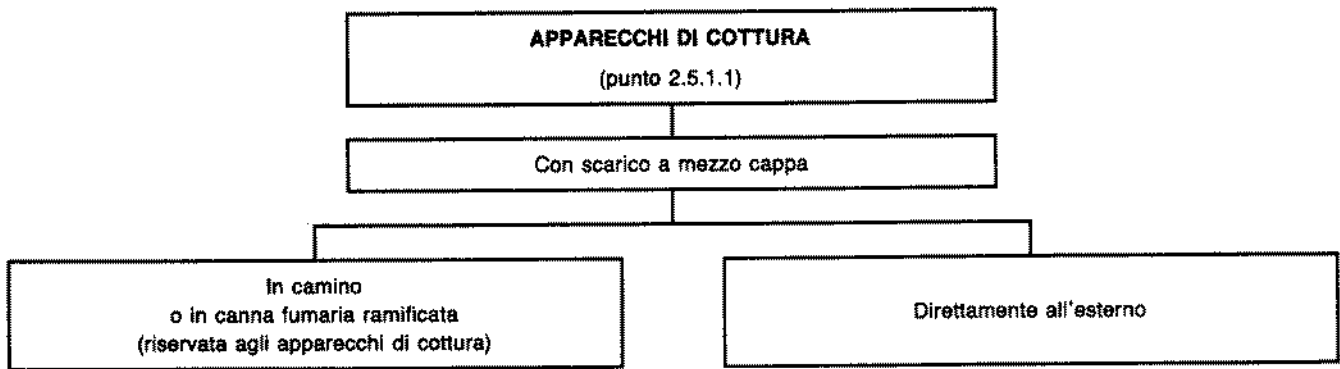 APPARECCHI DI COTTURA
(punto 2.5.1.1)
Con scarico a mezzo cappa
In camino
o in canna fumaria ramificata
(riservata agli apparecchi di cottura)
Direttamente all'esterno